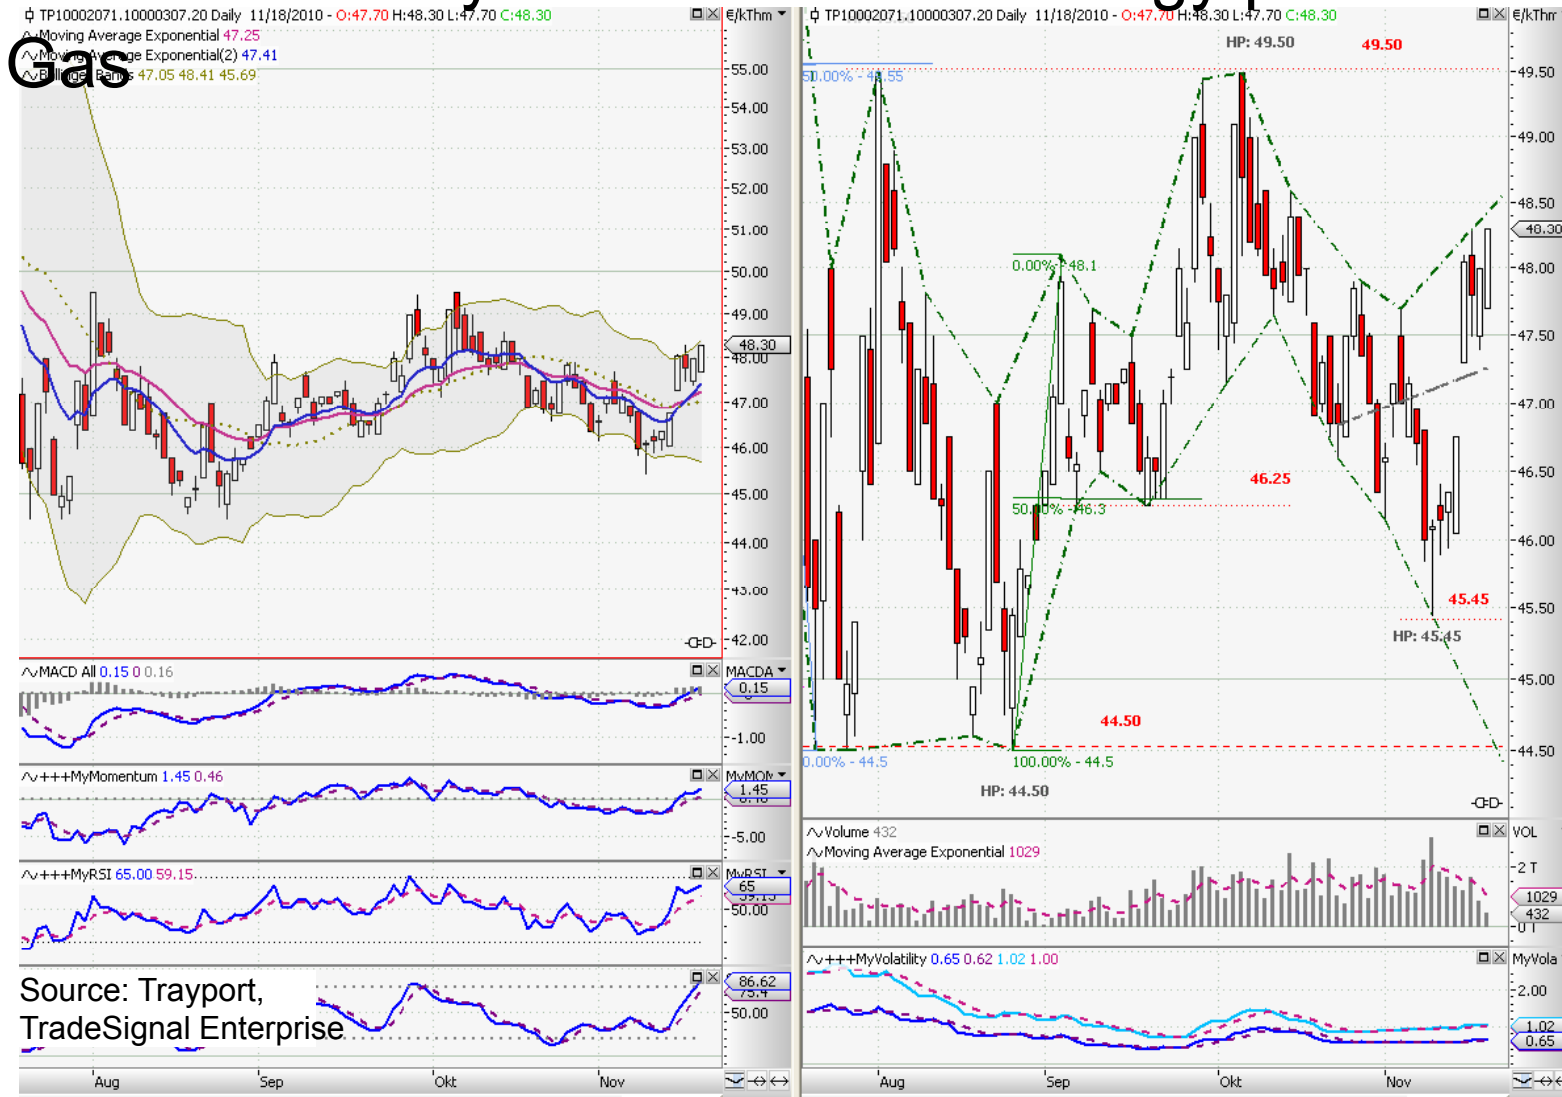 Gas
TP10002071.10000307.20 Daily 11/18/2010 - O:47.70 H:48.30 L:47.70 C:48.30
€/kThm
Moving Average Exponential 47.25
Moving Average Exponential(2) 47.41
Bollinger Bands 47.05 48.41 45.69
55.00
54.00
53.00
52.00
51.00
50.00
49.00
48.30
48.00
47.00
46.00
45.00
44.00
43.00
42.00
MACD All 0.15 0 0.16
MACDA
0.15
-1.00
+++MyMomentum 1.45 0.46
MyMOM
1.45
-5.00
+++MyRSI 65.00 59.15
MyRSI
65
59.15
50.00
86.62
75.4
50.00
Source: Trayport,
TradeSignal Enterprise
Aug Sep Okt Nov
TP10002071.10000307.20 Daily 11/18/2010 - O:47.70 H:48.30 L:47.70 C:48.30
€/kThm
HP: 49.50
49.50
49.50
49.00
48.50
48.30
48.00
47.50
47.00
46.50
46.00
45.50
45.00
44.50
0.00% - 48.1
46.25
50.00% - 46.3
45.45
HP: 45.45
44.50
0.00% - 44.5
100.00% - 44.5
HP: 44.50
Volume 432
VOL
Moving Average Exponential 1029
2 T
1029
432
0 T
+++MyVolatility 0.65 0.62 1.02 1.00
MyVola
2.00
1.02
0.65
Aug Sep Okt Nov